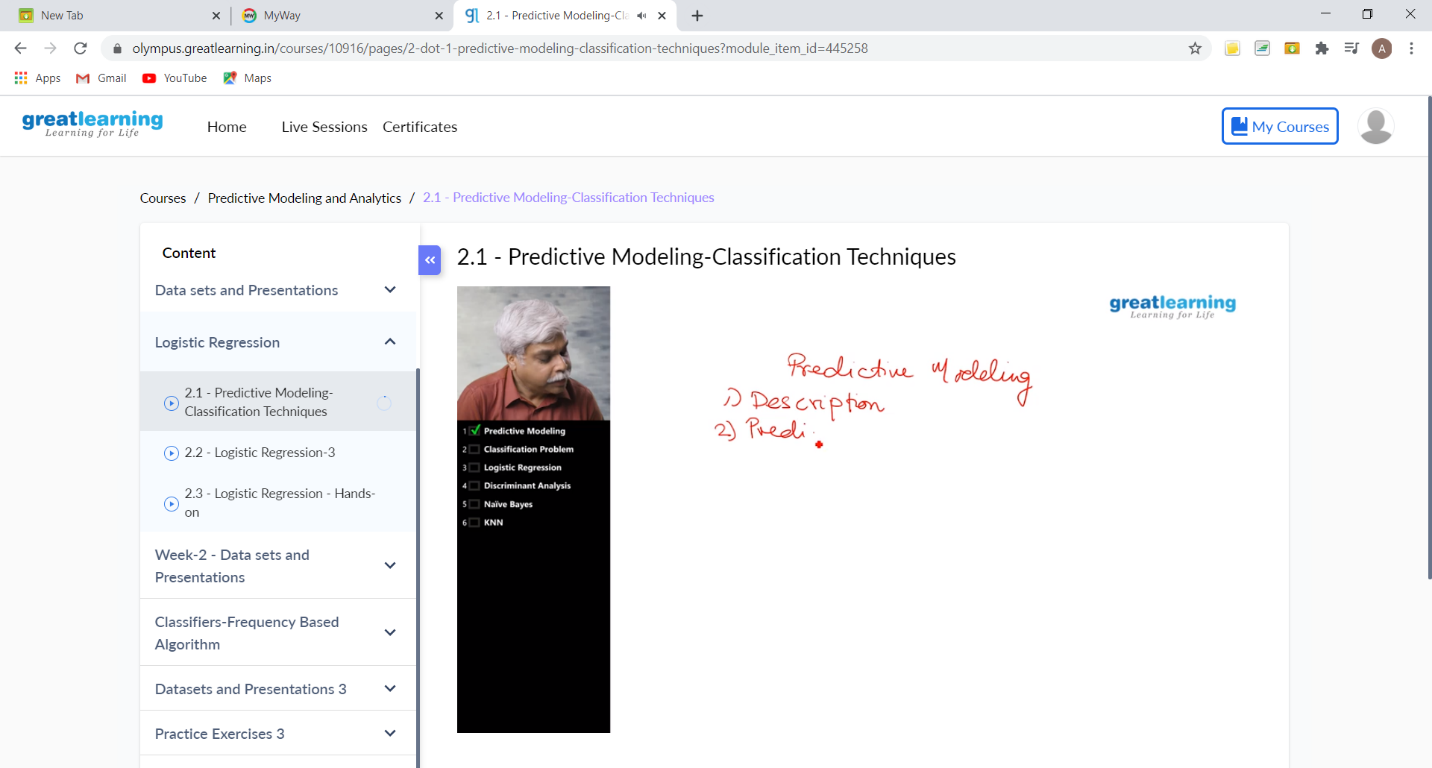 New Tab
MyWay
2.1 - Predictive Modeling-Cla
olympus.greatlearning.in/courses/10916/pages/2-dot-1-predictive-modeling-classification-techniques?module_item_id=445258
A
Apps
Gmail
YouTube
Maps
greatlearning
Learning for Life
Home
Live Sessions
Certificates
My Courses
Courses / Predictive Modeling and Analytics / 2.1 - Predictive Modeling-Classification Techniques
Content
Data sets and Presentations
Logistic Regression
2.1 - Predictive Modeling-
Classification Techniques
2.2 - Logistic Regression-3
2.3 - Logistic Regression - Hands-
on
Week-2 - Data sets and
Presentations
Classifiers-Frequency Based
Algorithm
Datasets and Presentations 3
Practice Exercises 3
2.1 - Predictive Modeling-Classification Techniques
1 Predictive Modeling
2 Classification Problem
3 Logistic Regression
4 Discriminant Analysis
5 Naïve Bayes
6 KNN
greatlearning
Learning for Life
Predictive Modeling
1) Description
2) Predi